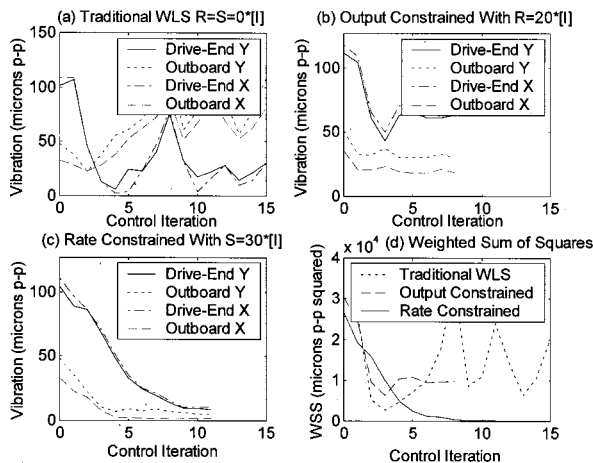 (a) Traditional WLS R=S=0*[I]
Vibration (microns p-p)
150
100
50
0
Drive-End Y
Outboard Y
Drive-End X
Outboard X
0 5 10 15
Control Iteration
(b) Output Constrained With R=20*[I]
Vibration (microns p-p)
100
50
0
Drive-End Y
Outboard Y
Drive-End X
Outboard X
0 5 10 15
Control Iteration
(c) Rate Constrained With S=30*[I]
Vibration (microns p-p)
100
50
0
Drive-End Y
Outboard Y
Drive-End X
Outboard X
0 5 10 15
Control Iteration
x 10^4 (d) Weighted Sum of Squares
WSS (microns p-p squared)
4
3
2
1
0
Traditional WLS
Output Constrained
Rate Constrained
0 5 10 15
Control Iteration